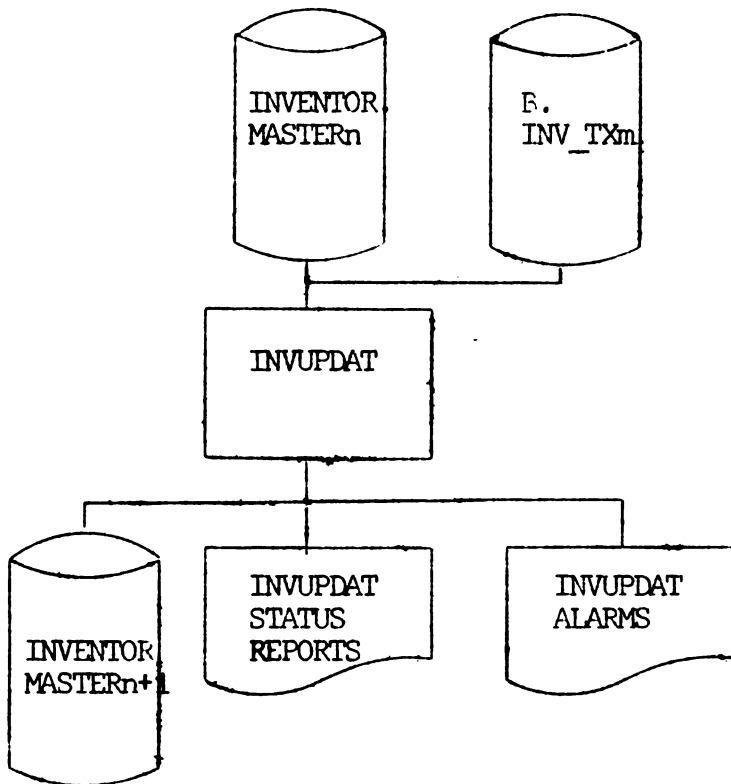 INVENTOR
MASTERn
B.
INV_TXm
INVUPDAT
INVUPDAT
STATUS
REPORTS
INVUPDAT
ALARMS
INVENTOR
MASTERn+1